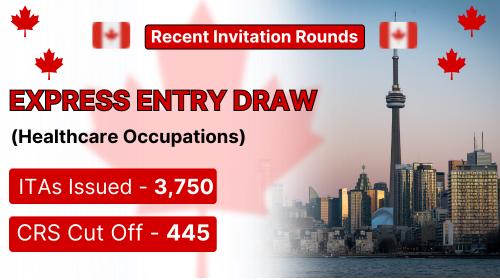 Recent Invitation Rounds
EXPRESS ENTRY DRAW
(Healthcare Occupations)
ITAs Issued - 3,750
CRS Cut Off - 445